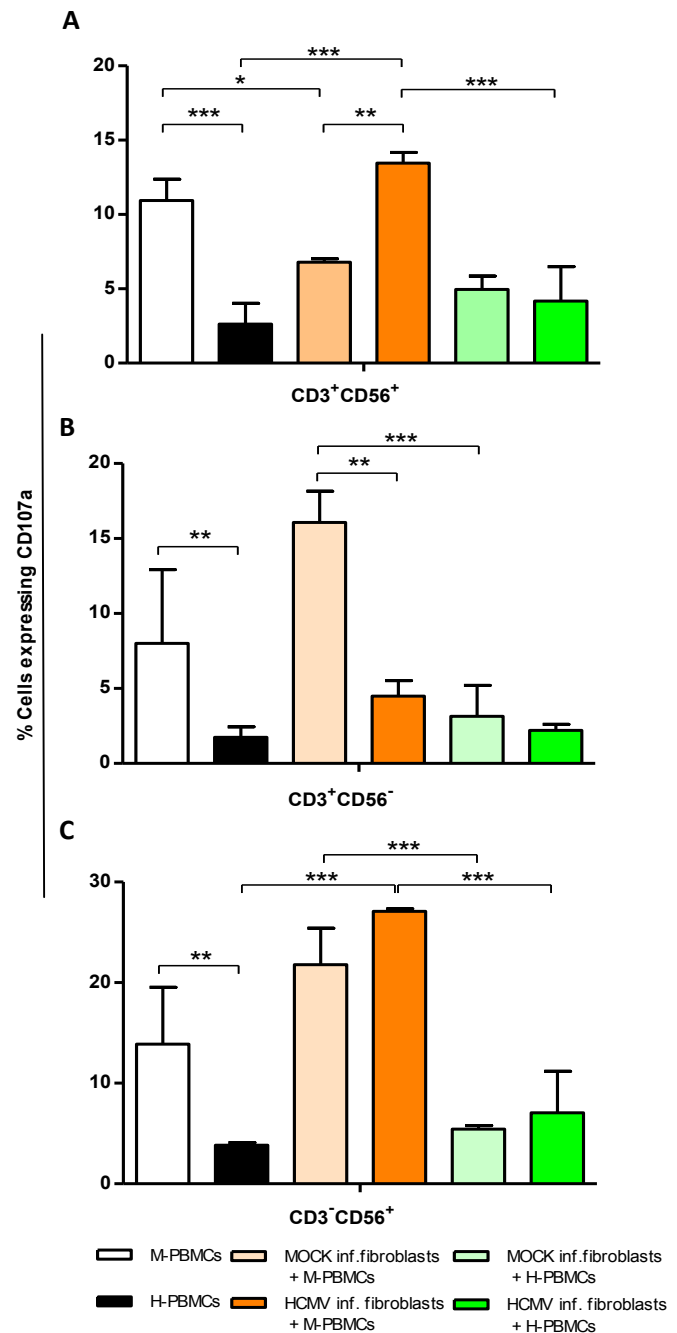 A
20
15
10
5
0
***
*
***
***
**
CD3⁺CD56⁺
% Cells expressing CD107a
B
20
15
10
5
0
***
**
**
CD3⁺CD56⁻
C
30
20
10
0
***
***
***
**
CD3⁻CD56⁺
M-PBMCs
MOCK inf.fibroblasts
+ M-PBMCs
MOCK inf.fibroblasts
+ H-PBMCs
H-PBMCs
HCMV inf. fibroblasts
+ M-PBMCs
HCMV inf. fibroblasts
+ H-PBMCs